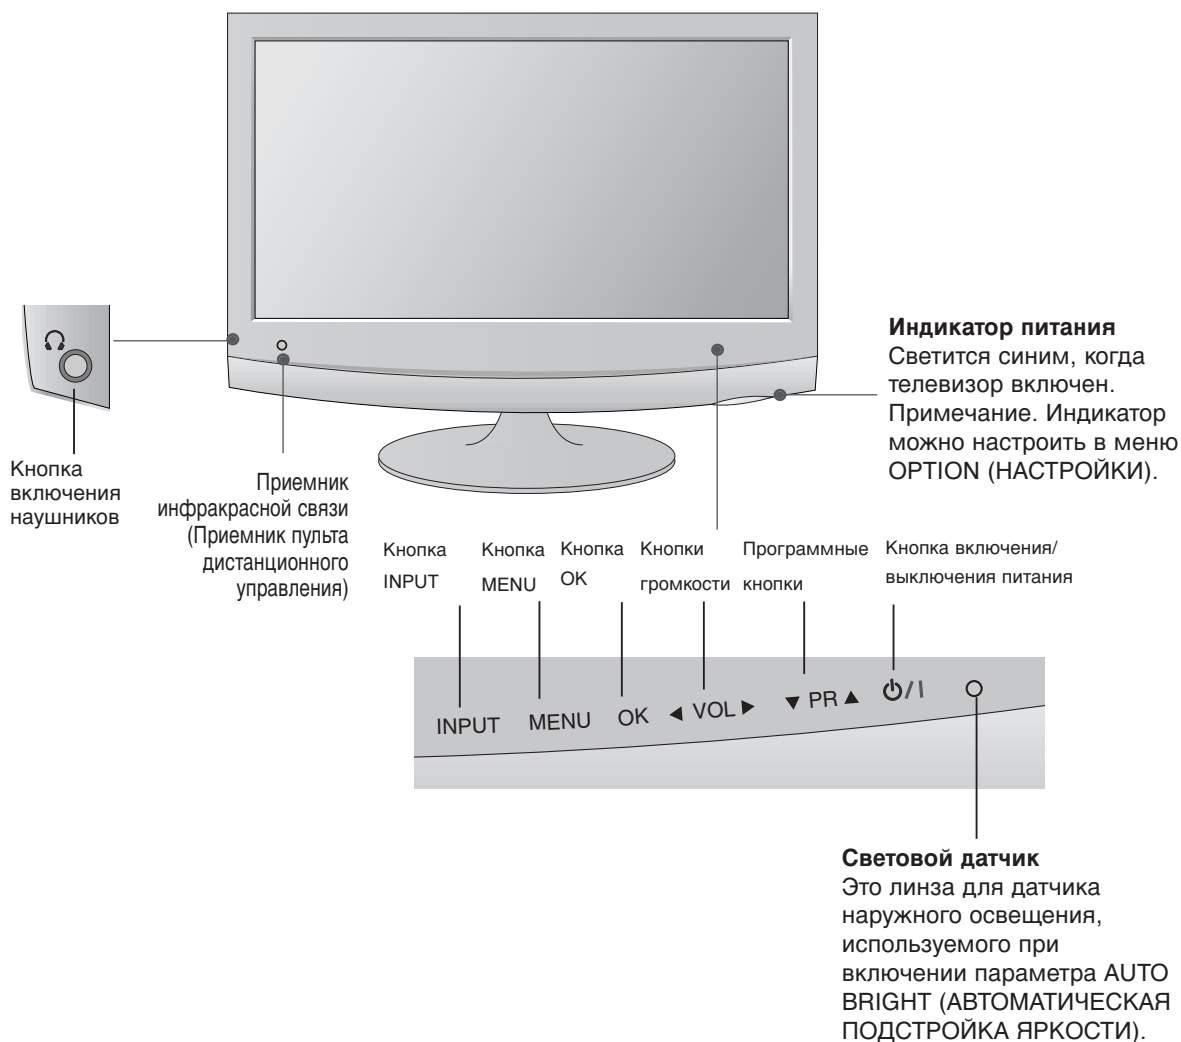 Индикатор питания
Светится синим, когда
телевизор включен.
Примечание. Индикатор
можно настроить в меню
OPTION (НАСТРОЙКИ).
Кнопка
включения
наушников
Приемник
инфракрасной связи
(Приемник пульта
дистанционного
управления)
Кнопка
INPUT
Кнопка
MENU
Кнопка
OK
Кнопки
громкости
Программные
кнопки
Кнопка включения/
выключения питания
INPUT MENU OK ◄ VOL ► ▼ PR ▲ ⏻/I
Световой датчик
Это линза для датчика
наружного освещения,
используемого при
включении параметра AUTO
BRIGHT (АВТОМАТИЧЕСКАЯ
ПОДСТРОЙКА ЯРКОСТИ).